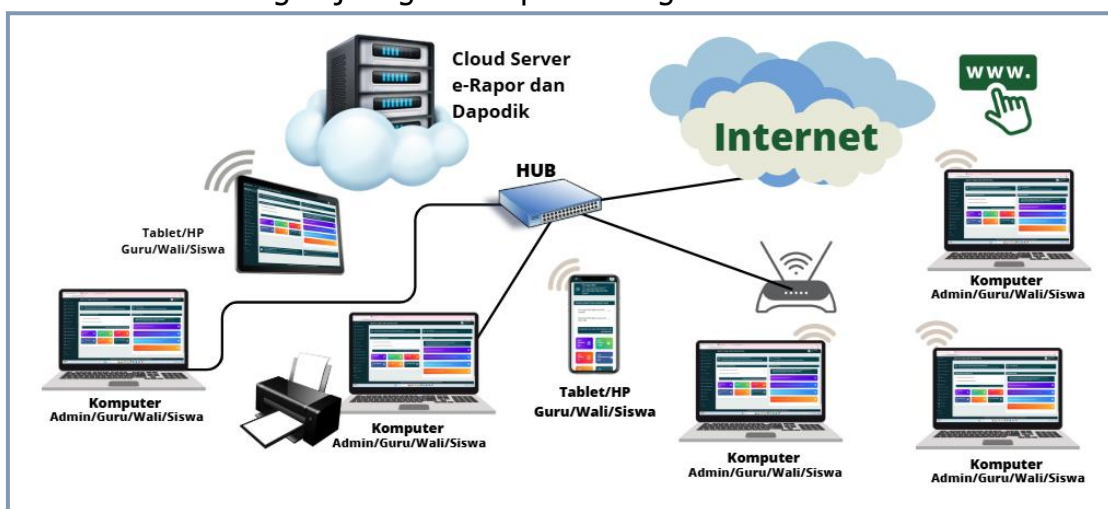 Cloud Server
e-Rapor dan
Dapodik
Internet
www.
HUB
Tablet/HP
Guru/Wali/Siswa
Komputer
Admin/Guru/Wali/Siswa
Komputer
Admin/Guru/Wali/Siswa
Komputer
Admin/Guru/Wali/Siswa
Tablet/HP
Guru/Wali/Siswa
Komputer
Admin/Guru/Wali/Siswa
Komputer
Admin/Guru/Wali/Siswa